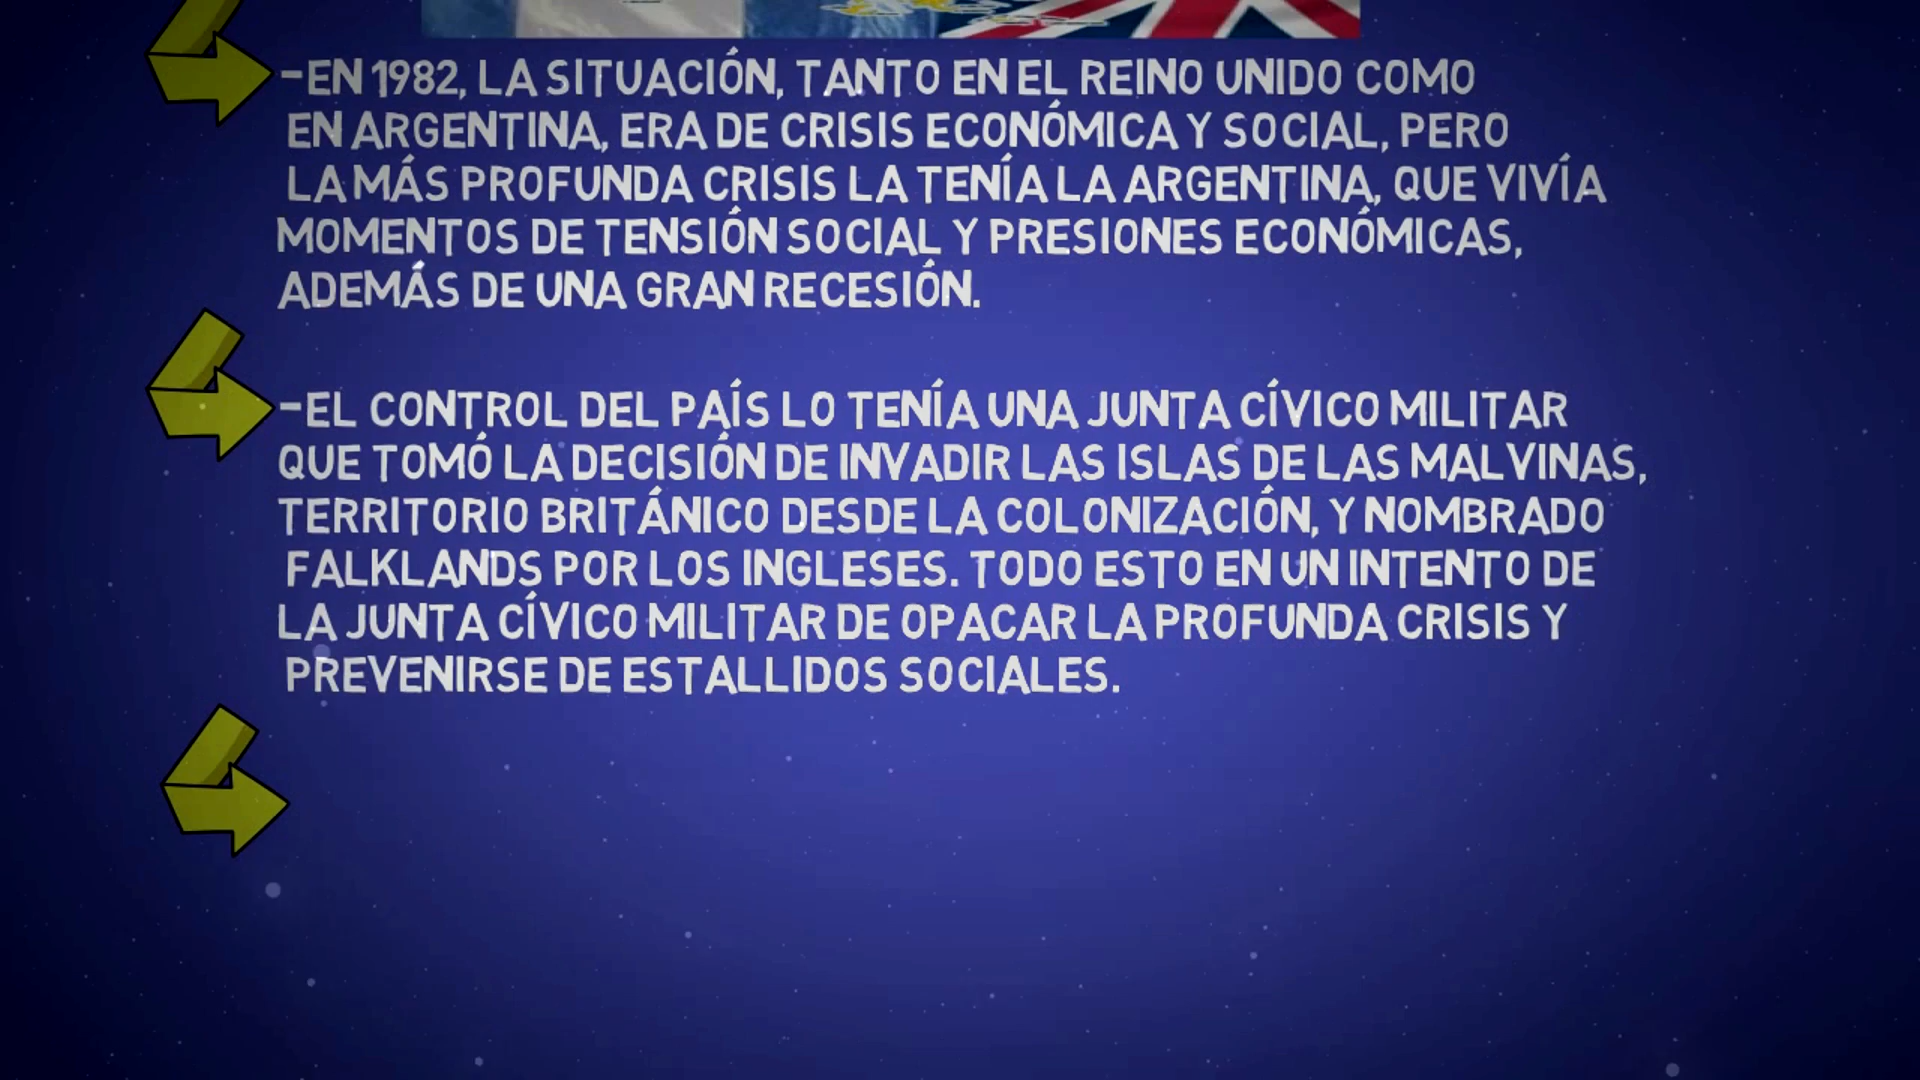 -EN 1982, LA SITUACIÓN, TANTO EN EL REINO UNIDO COMO
EN ARGENTINA, ERA DE CRISIS ECONÓMICA Y SOCIAL, PERO
LA MÁS PROFUNDA CRISIS LA TENÍA LA ARGENTINA, QUE VIVÍA
MOMENTOS DE TENSIÓN SOCIAL Y PRESIONES ECONÓMICAS,
ADEMÁS DE UNA GRAN RECESIÓN.
-EL CONTROL DEL PAÍS LO TENÍA UNA JUNTA CÍVICO MILITAR
QUE TOMÓ LA DECISIÓN DE INVADIR LAS ISLAS DE LAS MALVINAS,
TERRITORIO BRITÁNICO DESDE LA COLONIZACIÓN, Y NOMBRADO
FALKLANDS POR LOS INGLESES. TODO ESTO EN UN INTENTO DE
LA JUNTA CÍVICO MILITAR DE OPACAR LA PROFUNDA CRISIS Y
PREVENIRSE DE ESTALLIDOS SOCIALES.